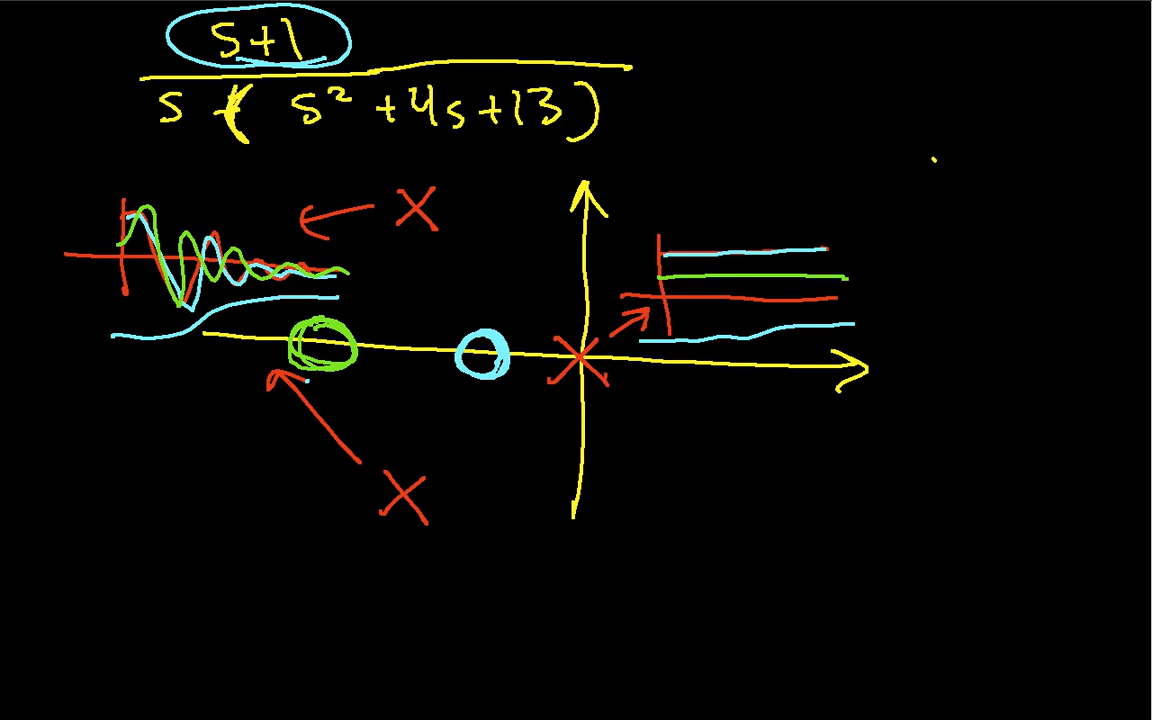 s+1
s ( s² + 4s + 13 )